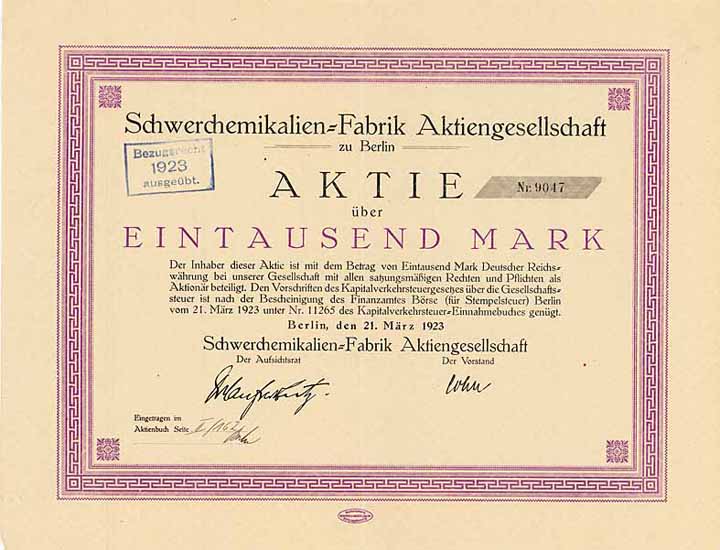 Schwerchemikalien=Fabrik Aktiengesellschaft
zu Berlin
Bezugsrecht
1923
ausgeübt.
AKTIE
Nr. 9047
über
EINTAUSEND MARK
Der Inhaber dieser Aktie ist mit dem Betrag von Eintausend Mark Deutscher Reichs=
währung bei unserer Gesellschaft mit allen satzungsmäßigen Rechten und Pflichten als
Aktionär beteiligt. Den Vorschriften des Kapitalverkehrsteuergesetzes über die Gesellschafts=
steuer ist nach der Bescheinigung des Finanzamtes Börse (für Stempelsteuer) Berlin
vom 21. März 1923 unter Nr. 11265 des Kapitalverkehrsteuer=Einnahmebuches genügt.
Berlin, den 21. März 1923
Schwerchemikalien=Fabrik Aktiengesellschaft
Der Aufsichtsrat
Der Vorstand
Eingetragen im
Aktienbuch Seite